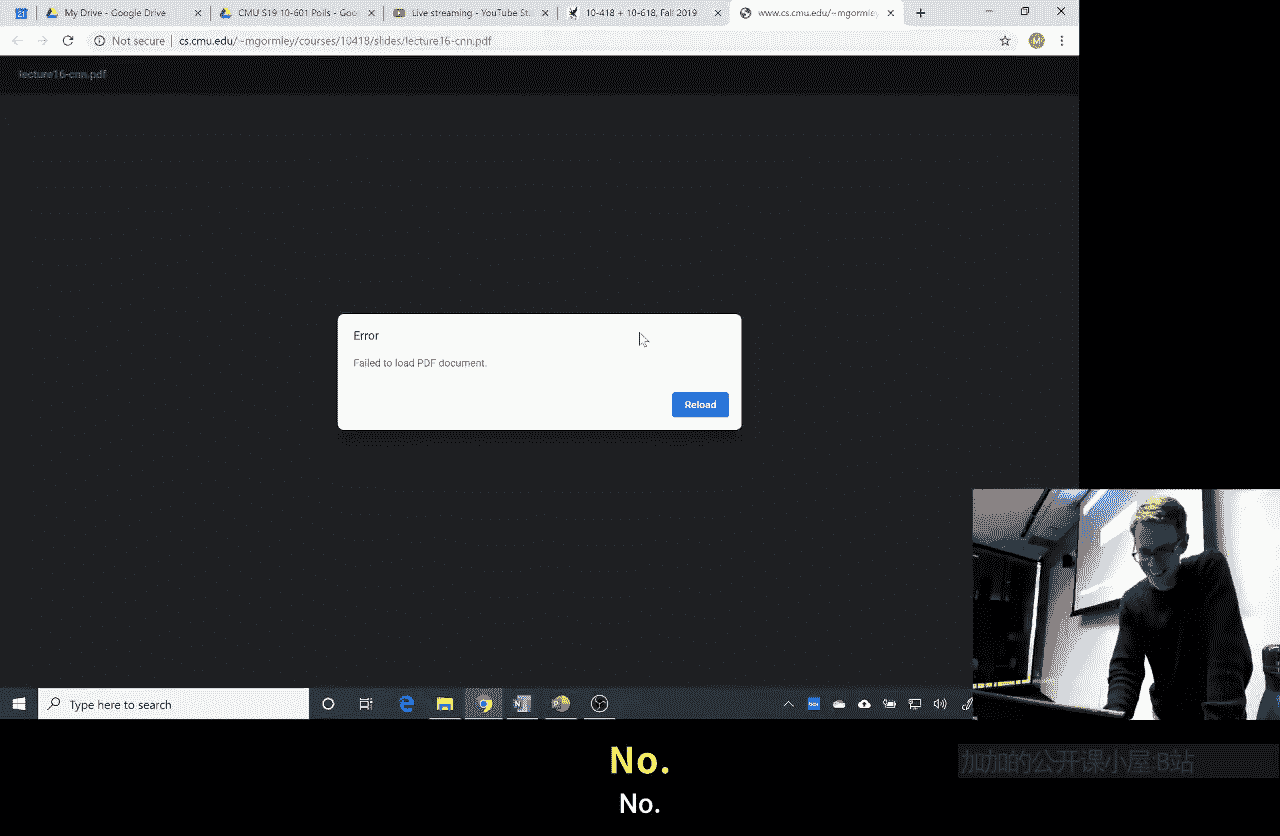 21
My Drive - Google Drive
CMU S19 10-601 Polls - Goo
Live streaming - YouTube St
10-418 + 10-618, Fall 2019
www.cs.cmu.edu/~mgormley
Not secure | cs.cmu.edu/~mgormley/courses/10418/slides/lecture16-cnn.pdf
M
lecture16-cnn.pdf
Error
Failed to load PDF document.
Reload
Type here to search
No.
No.
加加的公开课小屋 B站